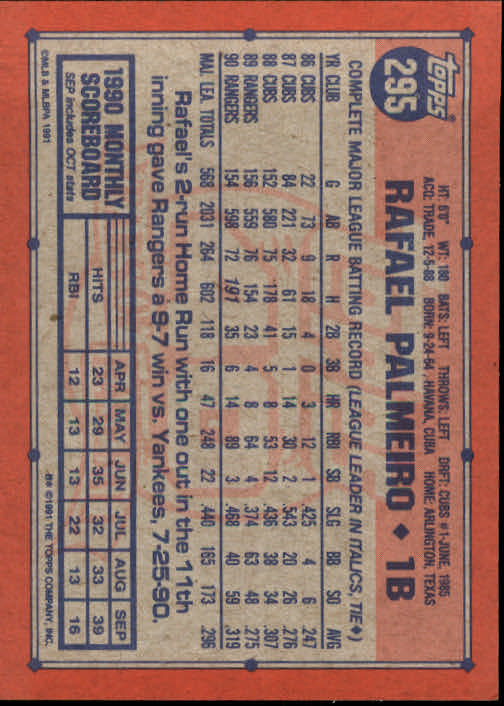 topps
295
RAFAEL PALMEIRO ♦ 1B
HT: 6'0" WT: 180 BATS: LEFT THROWS: LEFT DRFT: CUBS #1-JUNE, 1985
ACQ: TRADE, 12-5-88 BORN: 9-24-64, HAVANA, CUBA HOME: ARLINGTON, TEXAS
COMPLETE MAJOR LEAGUE BATTING RECORD (LEAGUE LEADER IN ITALICS, TIE♦)
YR CLUB G AB R H 2B 3B HR RBI SB SLG BB SO AVG
86 CUBS 22 73 9 18 4 0 3 12 1 .425 4 6 .247
87 CUBS 84 221 32 61 15 1 14 30 2 .543 20 26 .276
88 CUBS 152 580 75 178 41 5 8 53 12 .436 38 34 .307
89 RANGERS 156 559 76 154 23 4 8 64 4 .374 63 48 .275
90 RANGERS 154 598 72 191 35 6 14 89 3 .468 40 59 .319
MAJ. LEA. TOTALS 568 2031 264 602 118 16 47 248 22 .440 165 173 .296
Rafael's 2-run Home Run with one out in the 11th
inning gave Rangers a 9-7 win vs. Yankees, 7-25-90.
1990 MONTHLY
SCOREBOARD
SEP includes OCT stats
APR MAY JUN JUL AUG SEP
HITS 23 29 35 32 33 39
RBI 12 13 13 22 13 16
©MLB & MLBPA 1991
B* ©1991 THE TOPPS COMPANY, INC.